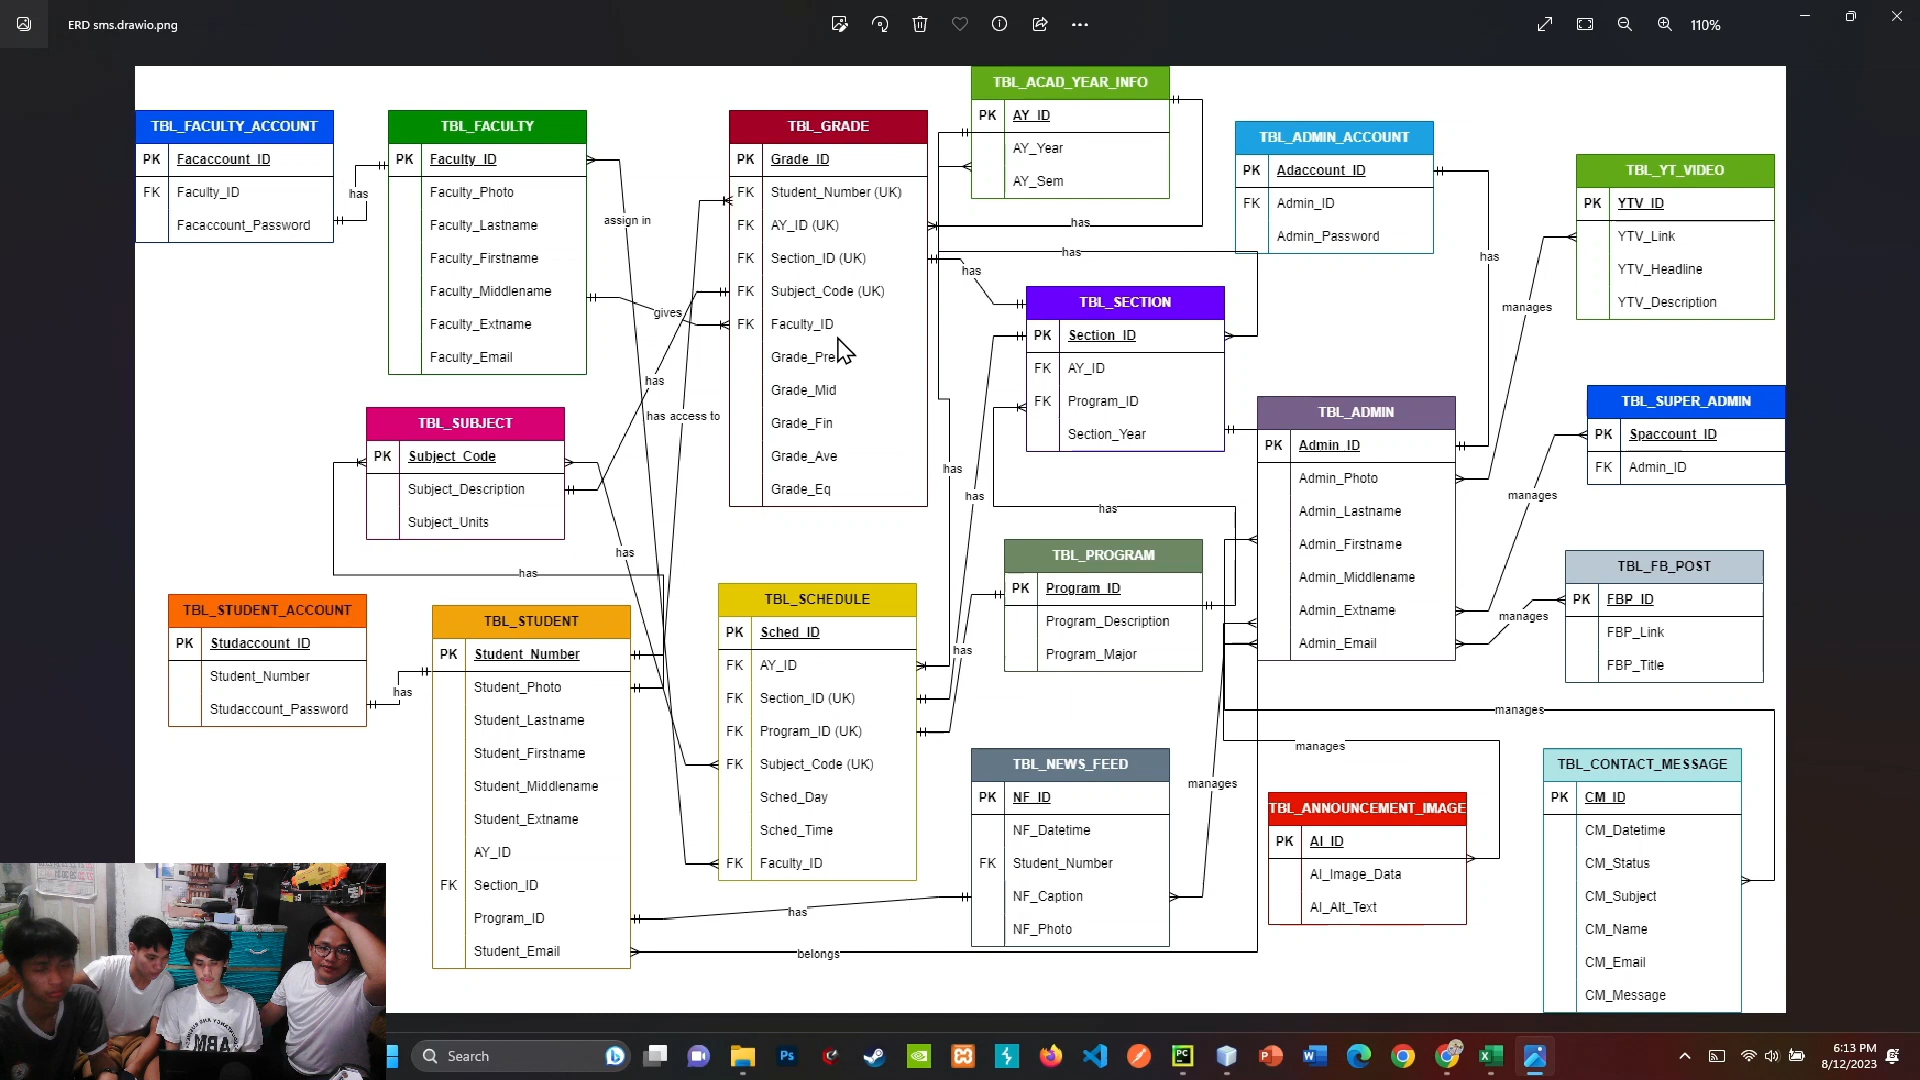 ERD sms.drawio.png
110%
TBL_FACULTY_ACCOUNT
PK Facaccount_ID
FK Faculty_ID
Facaccount_Password
has
TBL_FACULTY
PK Faculty_ID
Faculty_Photo
Faculty_Lastname
Faculty_Firstname
Faculty_Middlename
Faculty_Extname
Faculty_Email
assign in
gives
TBL_GRADE
PK Grade_ID
FK Student_Number (UK)
FK AY_ID (UK)
FK Section_ID (UK)
FK Subject_Code (UK)
FK Faculty_ID
Grade_Pre
Grade_Mid
Grade_Fin
Grade_Ave
Grade_Eq
TBL_ACAD_YEAR_INFO
PK AY_ID
AY_Year
AY_Sem
has
has
has
TBL_ADMIN_ACCOUNT
PK Adaccount_ID
FK Admin_ID
Admin_Password
has
TBL_YT_VIDEO
PK YTV_ID
YTV_Link
YTV_Headline
YTV_Description
manages
TBL_SECTION
PK Section_ID
FK AY_ID
FK Program_ID
Section_Year
TBL_SUBJECT
PK Subject_Code
Subject_Description
Subject_Units
has
has access to
has
has
has
has
has
TBL_ADMIN
PK Admin_ID
Admin_Photo
Admin_Lastname
Admin_Firstname
Admin_Middlename
Admin_Extname
Admin_Email
TBL_SUPER_ADMIN
PK Spaccount_ID
FK Admin_ID
manages
TBL_PROGRAM
PK Program_ID
Program_Description
Program_Major
has
TBL_FB_POST
PK FBP_ID
FBP_Link
FBP_Title
manages
TBL_STUDENT_ACCOUNT
PK Studaccount_ID
Student_Number
Studaccount_Password
has
TBL_STUDENT
PK Student_Number
Student_Photo
Student_Lastname
Student_Firstname
Student_Middlename
Student_Extname
AY_ID
FK Section_ID
Program_ID
Student_Email
TBL_SCHEDULE
PK Sched_ID
FK AY_ID
FK Section_ID (UK)
FK Program_ID (UK)
FK Subject_Code (UK)
Sched_Day
Sched_Time
FK Faculty_ID
has
belongs
TBL_NEWS_FEED
PK NF_ID
NF_Datetime
FK Student_Number
NF_Caption
NF_Photo
manages
manages
manages
TBL_ANNOUNCEMENT_IMAGE
PK AI_ID
AI_Image_Data
AI_Alt_Text
TBL_CONTACT_MESSAGE
PK CM_ID
CM_Datetime
CM_Status
CM_Subject
CM_Name
CM_Email
CM_Message
Search
6:13 PM
8/12/2023